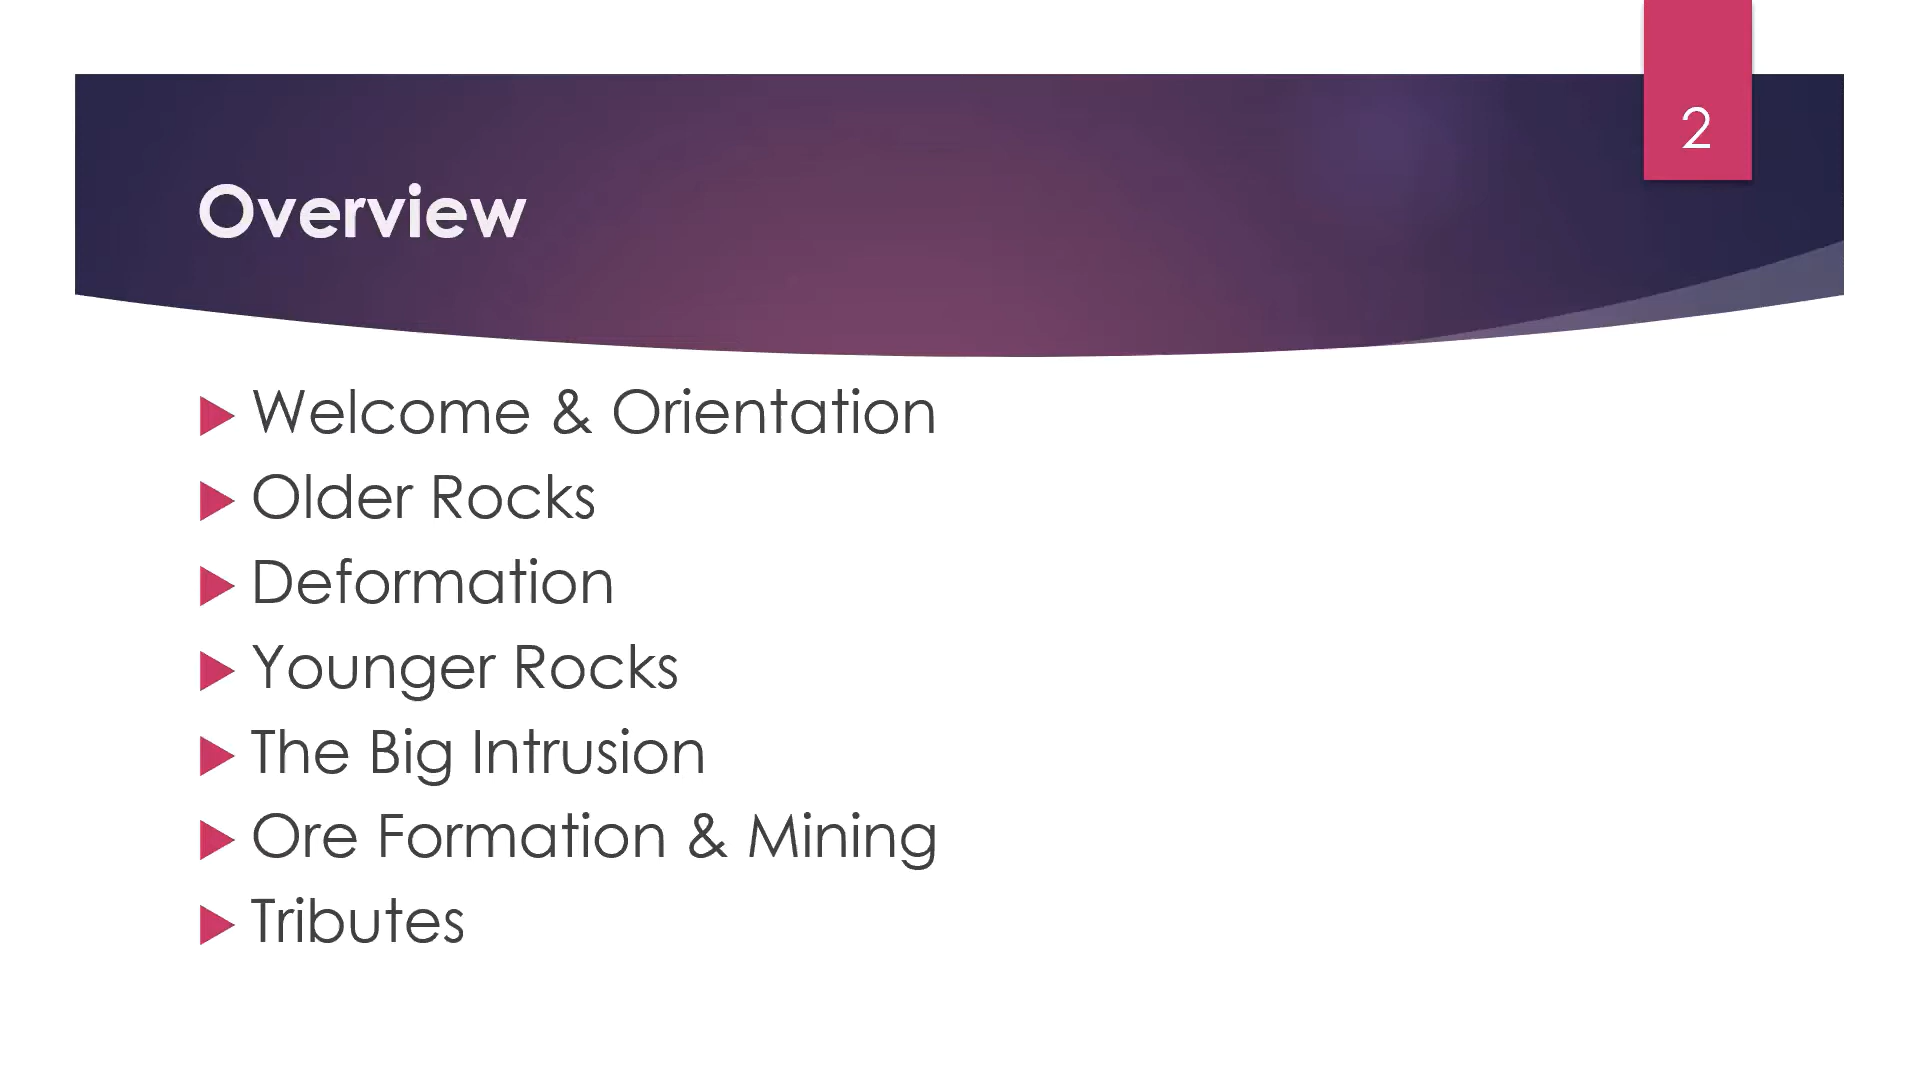 2
Overview
Welcome & Orientation
Older Rocks
Deformation
Younger Rocks
The Big Intrusion
Ore Formation & Mining
Tributes